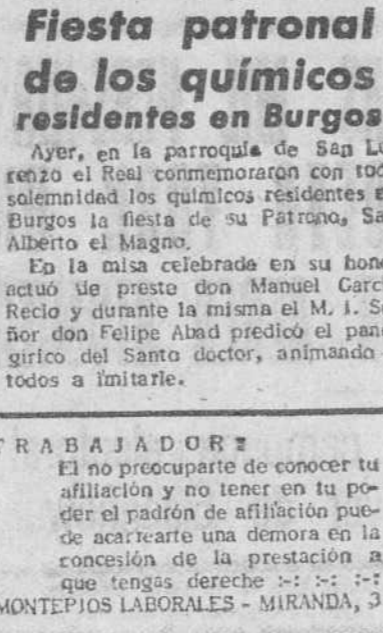 Fiesta patronal
de los químicos
residentes en Burgos
Ayer, en la parroquia de San Lo
renzo el Real conmemoraron con tod
solemnidad los químicos residentes e
Burgos la fiesta de su Patrono, Sa
Alberto el Magno.
En la misa celebrada en su hono
actuó de preste don Manuel Garc
Recio y durante la misma el M. I. Se
ñor don Felipe Abad predicó el pane
gírico del Santo doctor, animando
todos a imitarle.
TRABAJADOR:
El no preocuparte de conocer tu
afiliación y no tener en tu po-
der el padrón de afiliación pue-
de acarrearte una demora en la
concesión de la prestación a
que tengas derecho :-: :-: :-:
MONTEPIOS LABORALES - MIRANDA, 3